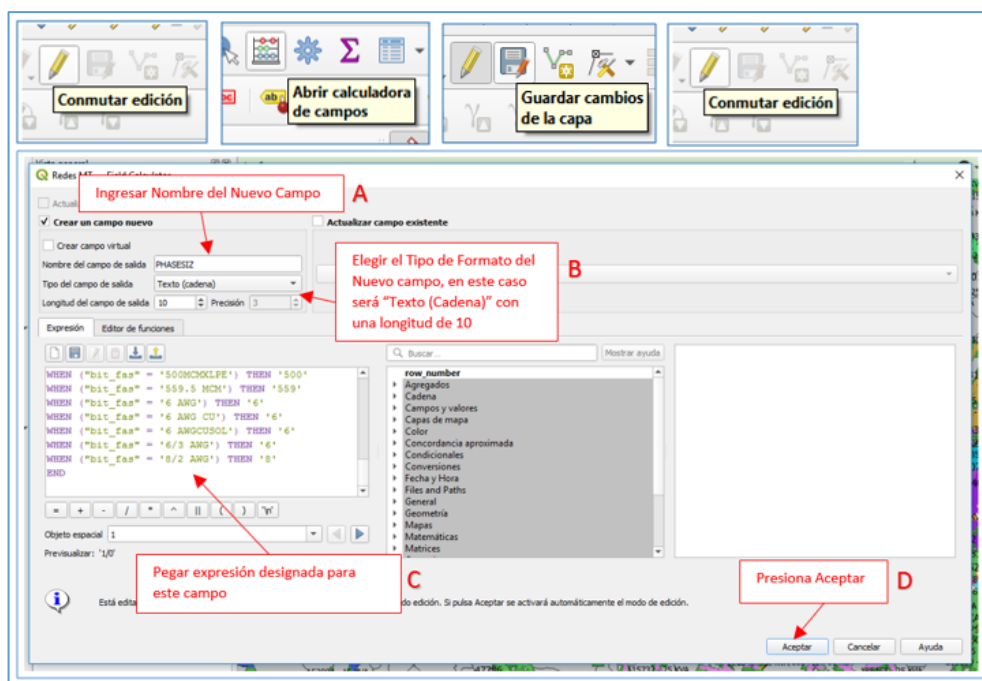 Conmutar edición
Abrir calculadora
de campos
Guardar cambios
de la capa
Conmutar edición
Ingresar Nombre del Nuevo Campo
A
Crear un campo nuevo
Actualizar campo existente
Crear campo virtual
Nombre del campo de salida PHASESIZ
Tipo del campo de salida Texto (cadena)
Longitud del campo de salida 10 Precisión 3
Elegir el Tipo de Formato del
Nuevo campo, en este caso
será “Texto (Cadena)” con
una longitud de 10
B
Expresión Editor de funciones
Buscar... Mostrar ayuda
WHEN ("bit_fas" = '500MCMXLPE') THEN '500'
WHEN ("bit_fas" = '559.5 MCM') THEN '559'
WHEN ("bit_fas" = '6 AWG') THEN '6'
WHEN ("bit_fas" = '6 AWG CU') THEN '6'
WHEN ("bit_fas" = '6 AWGCUSOL') THEN '6'
WHEN ("bit_fas" = '6/3 AWG') THEN '6'
WHEN ("bit_fas" = '8/2 AWG') THEN '8'
END
row_number
Agregados
Cadena
Campos y valores
Capas de mapa
Color
Concordancia aproximada
Condicionales
Conversiones
Fecha y Hora
Files and Paths
General
Geometría
Mapas
Matemáticas
Matrices
= + - / * ^ || ( ) '\n'
Objeto espacial 1
Previsualizar: '1/0'
Pegar expresión designada para
este campo
C
Presiona Aceptar
D
Está edita
do edición. Si pulsa Aceptar se activará automáticamente el modo de edición.
Aceptar Cancelar Ayuda